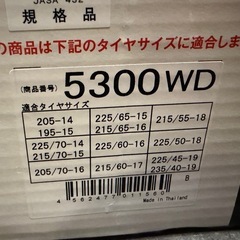 JASA 452
規格品
の商品は下記のタイヤサイズに適合しま
(商品番号) 5300WD
適合タイヤサイズ
205-14 225/65-15 215/55-18
195-15 215/65-16
225/70-14 225/60-16 225/50-18
215/70-15
205/70-16 215/60-17 225/45-19
235/40-19
B
4 562477 011560
Made in Thailand